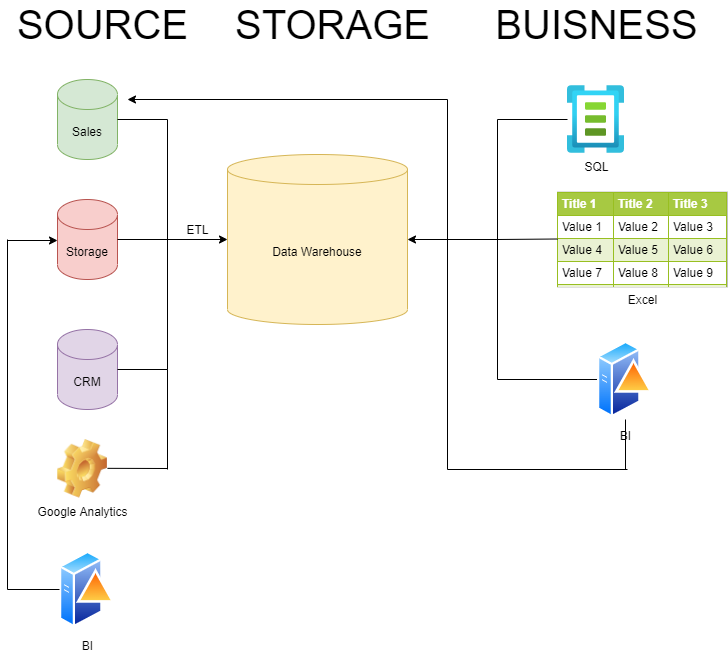 SOURCE STORAGE BUISNESS
Sales
SQL
ETL
Storage
Data Warehouse
Title 1 Title 2 Title 3
Value 1 Value 2 Value 3
Value 4 Value 5 Value 6
Value 7 Value 8 Value 9
Excel
CRM
BI
Google Analytics
BI